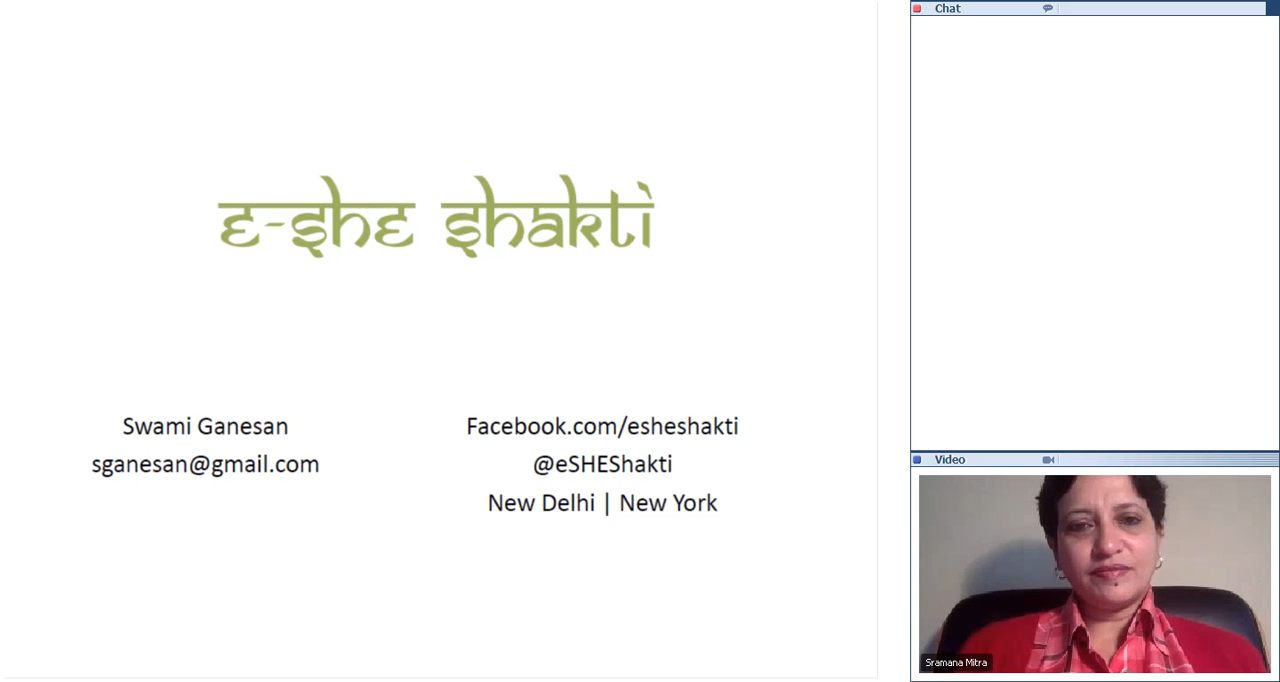 e-she shakti
Swami Ganesan
sganesan@gmail.com
Facebook.com/esheshakti
@eSHEShakti
New Delhi | New York
Chat
Video
Sramana Mitra